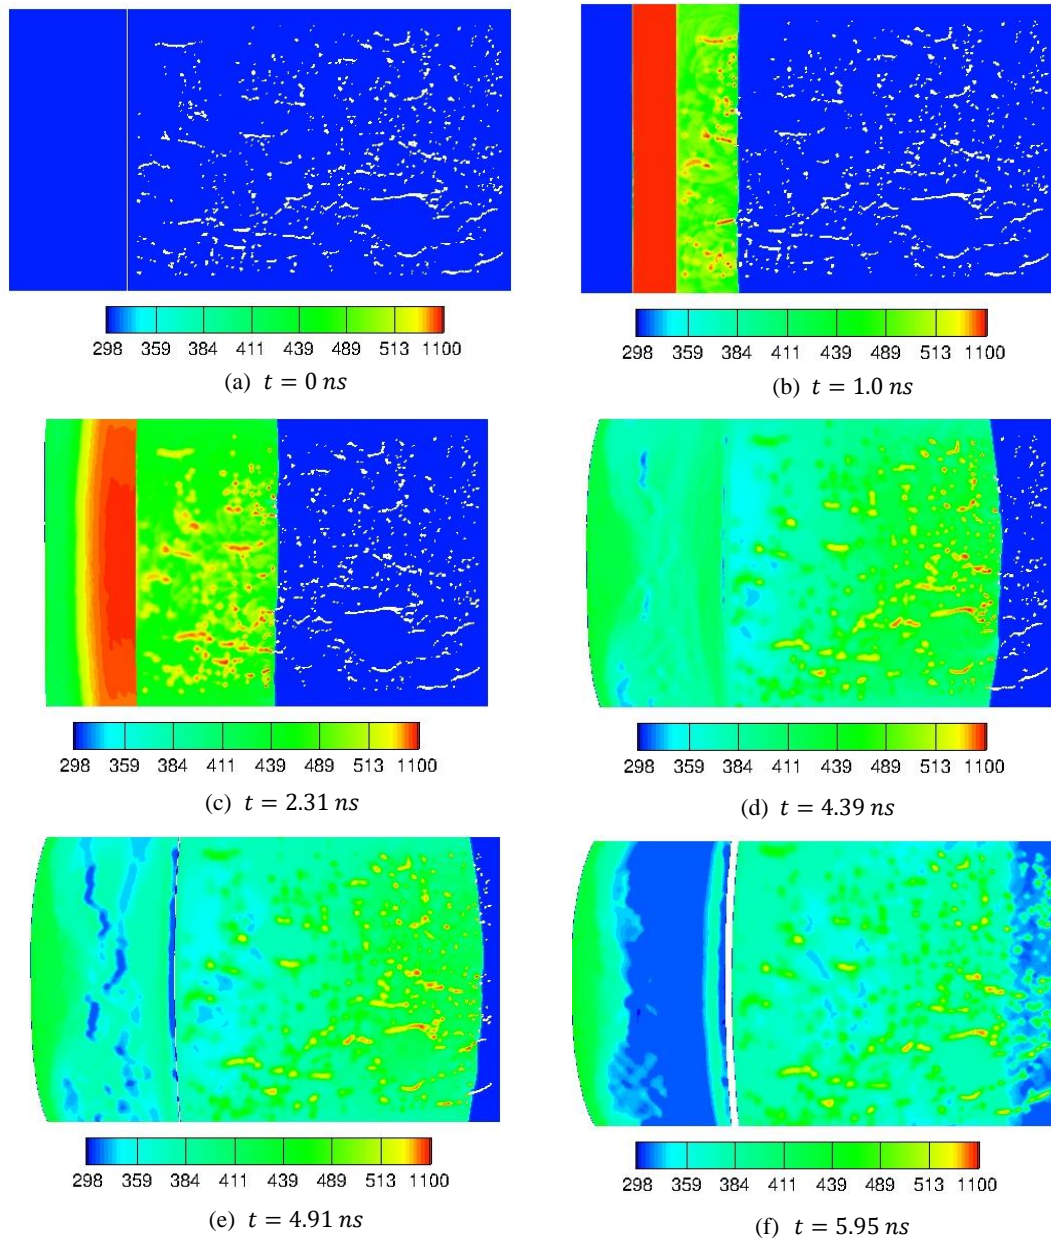 298 359 384 411 439 489 513 1100
(a) t = 0 ns
298 359 384 411 439 489 513 1100
(b) t = 1.0 ns
298 359 384 411 439 489 513 1100
(c) t = 2.31 ns
298 359 384 411 439 489 513 1100
(d) t = 4.39 ns
298 359 384 411 439 489 513 1100
(e) t = 4.91 ns
298 359 384 411 439 489 513 1100
(f) t = 5.95 ns